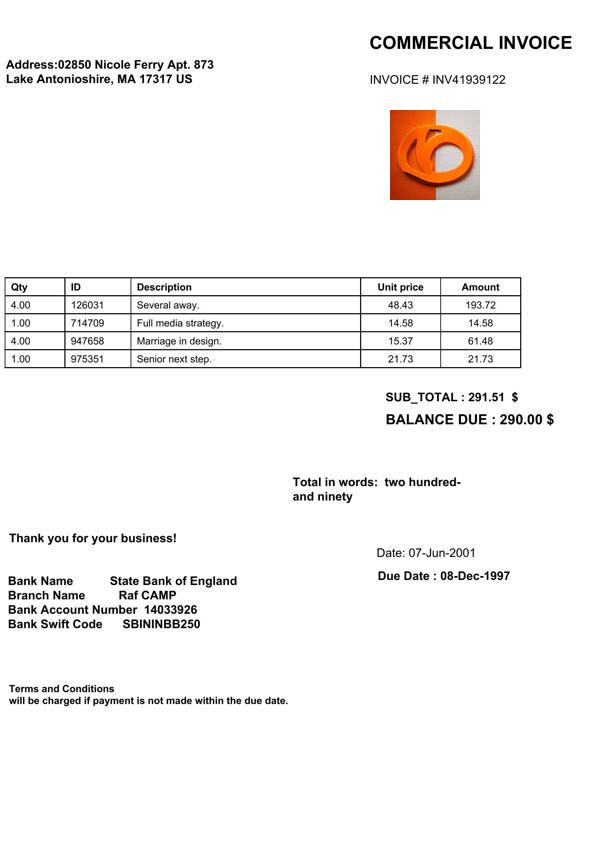 COMMERCIAL INVOICE
Address:02850 Nicole Ferry Apt. 873
Lake Antonioshire, MA 17317 US
INVOICE # INV41939122
Qty ID Description Unit price Amount
4.00 126031 Several away. 48.43 193.72
1.00 714709 Full media strategy. 14.58 14.58
4.00 947658 Marriage in design. 15.37 61.48
1.00 975351 Senior next step. 21.73 21.73
SUB_TOTAL : 291.51 $
BALANCE DUE : 290.00 $
Total in words: two hundred-
and ninety
Thank you for your business!
Date: 07-Jun-2001
Due Date : 08-Dec-1997
Bank Name State Bank of England
Branch Name Raf CAMP
Bank Account Number 14033926
Bank Swift Code SBININBB250
Terms and Conditions
will be charged if payment is not made within the due date.